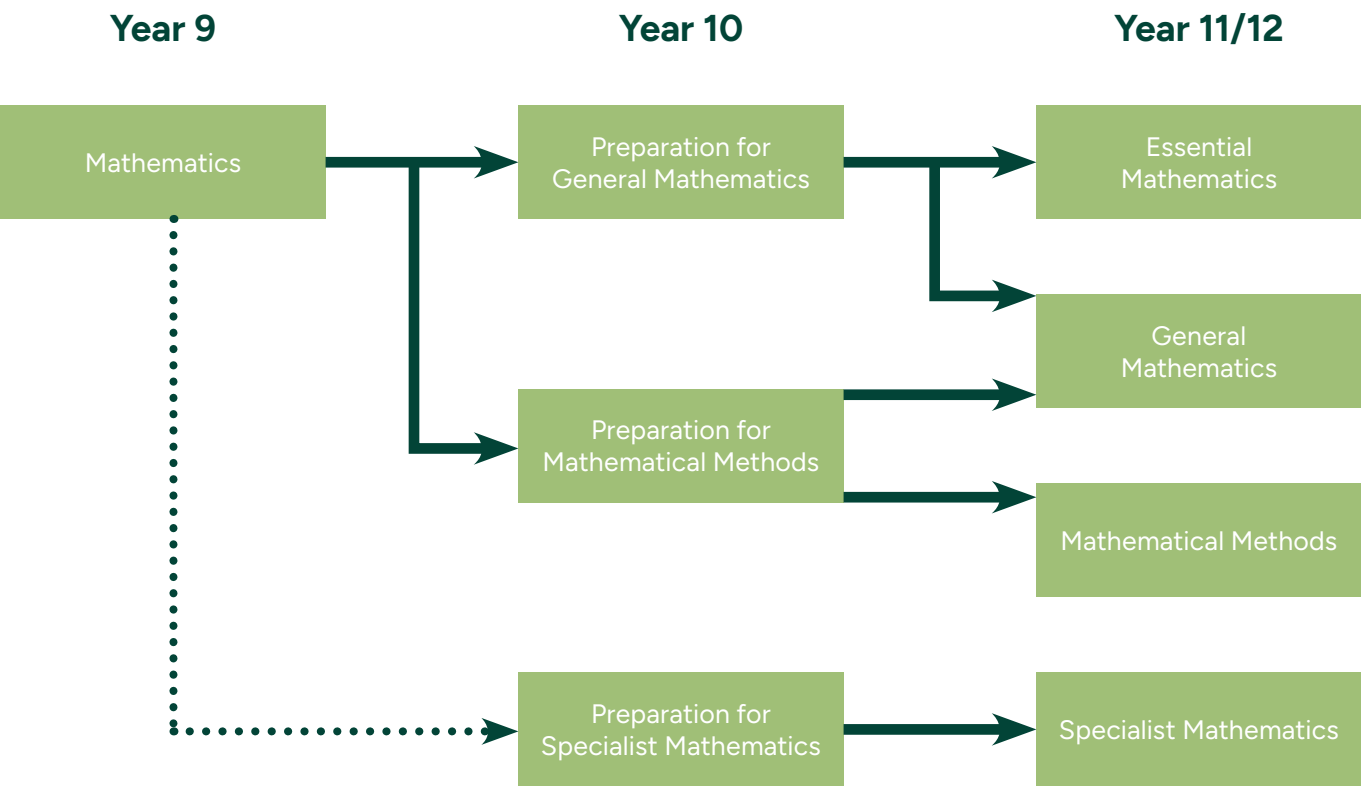 Year 9
Year 10
Year 11/12
Mathematics
Preparation for
General Mathematics
Essential
Mathematics
General
Mathematics
Preparation for
Mathematical Methods
Mathematical Methods
Preparation for
Specialist Mathematics
Specialist Mathematics